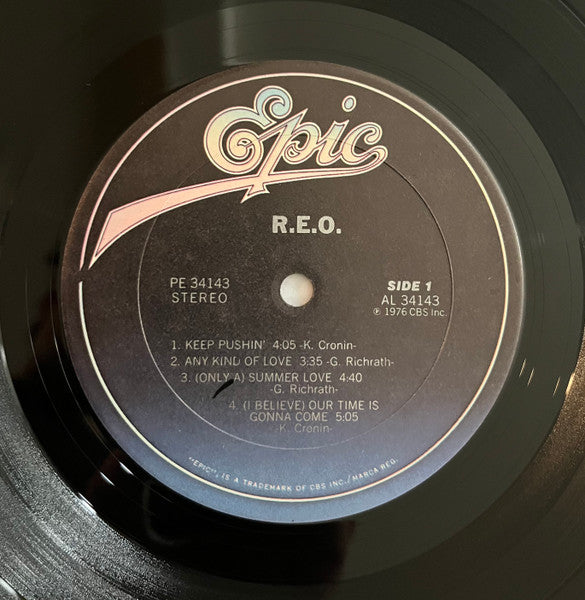 Epic
R.E.O.
PE 34143
STEREO
SIDE 1
AL 34143
℗ 1976 CBS Inc.
1. KEEP PUSHIN' 4:05 -K. Cronin-
2. ANY KIND OF LOVE 3:35 -G. Richrath-
3. (ONLY A) SUMMER LOVE 4:40
-G. Richrath-
4. (I BELIEVE) OUR TIME IS
GONNA COME 5:05
-K. Cronin-
"EPIC", IS A TRADEMARK OF CBS INC./MARCA REG.